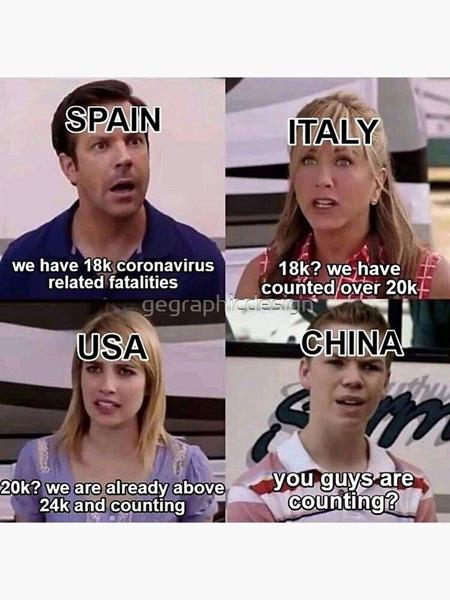 SPAIN
we have 18k coronavirus
related fatalities
ITALY
18k? we have
counted over 20k
gegraphicdesign
USA
20k? we are already above
24k and counting
CHINA
you guys are
counting?